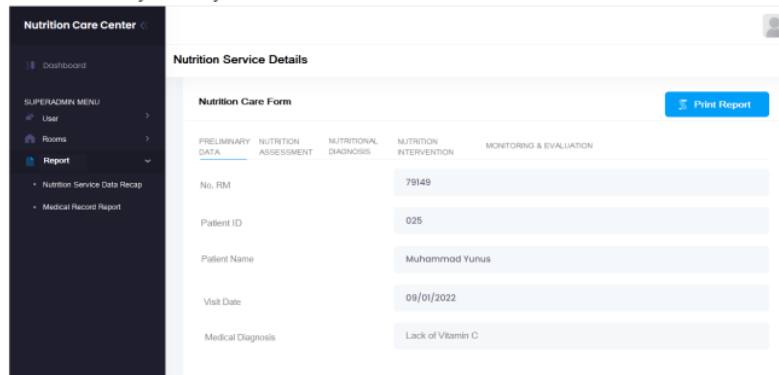 Nutrition Care Center
Dashboard
SUPERADMIN MENU
User
Rooms
Report
Nutrition Service Data Recap
Medical Record Report
Nutrition Service Details
Nutrition Care Form
Print Report
PRELIMINARY DATA
NUTRITION ASSESSMENT
NUTRITIONAL DIAGNOSIS
NUTRITION INTERVENTION
MONITORING & EVALUATION
No. RM 79149
Patient ID 025
Patient Name Muhammad Yunus
Visit Date 09/01/2022
Medical Diagnosis Lack of Vitamin C